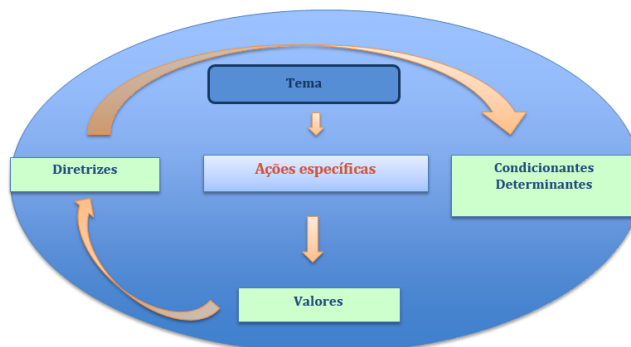 Tema
Diretrizes
Ações específicas
Condicionantes
Determinantes
Valores